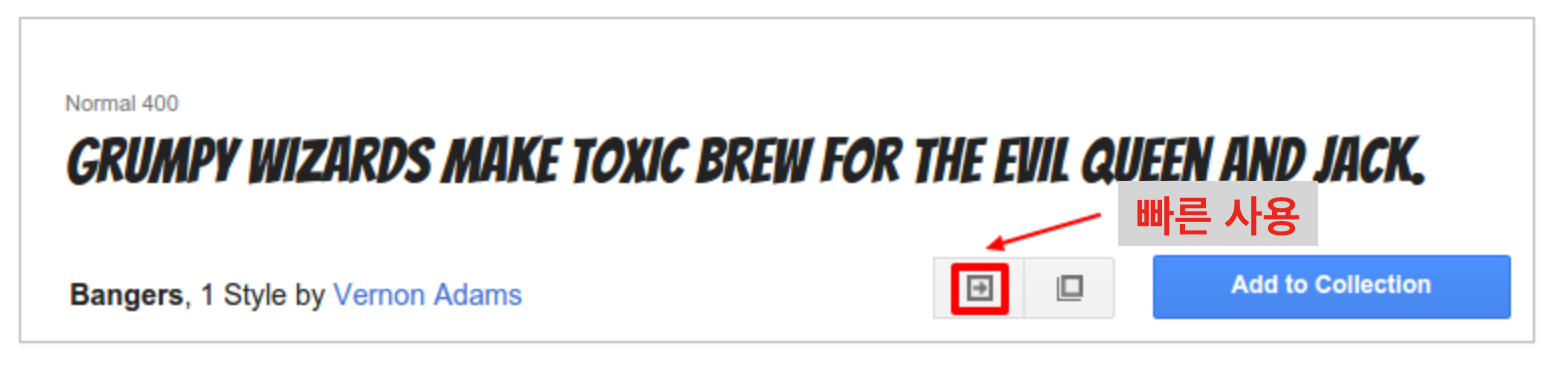 Normal 400
GRUMPY WIZARDS MAKE TOXIC BREW FOR THE EVIL QUEEN AND JACK.
빠른 사용
Bangers, 1 Style by Vernon Adams
Add to Collection